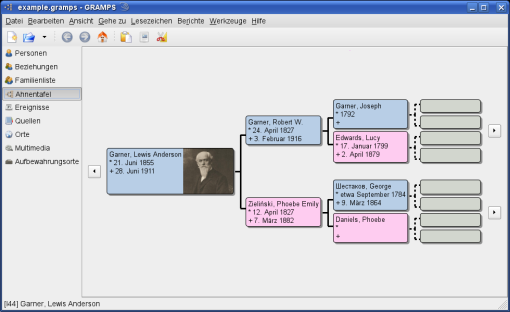 example.gramps - GRAMPS
Datei Bearbeiten Ansicht Gehe zu Lesezeichen Berichte Werkzeuge Hilfe
Personen
Beziehungen
Familienliste
Ahnentafel
Ereignisse
Quellen
Orte
Multimedia
Aufbewahrungsorte
Garner, Lewis Anderson
* 21. Juni 1855
+ 28. Juni 1911
Garner, Robert W.
* 24. April 1827
+ 3. Februar 1916
Zieliński, Phoebe Emily
* 12. April 1827
+ 7. März 1882
Garner, Joseph
* 1792
+
Edwards, Lucy
* 17. Januar 1799
+ 2. April 1879
Шестаков, George
* etwa September 1784
+ 9. März 1864
Daniels, Phoebe
*
+
[I44] Garner, Lewis Anderson